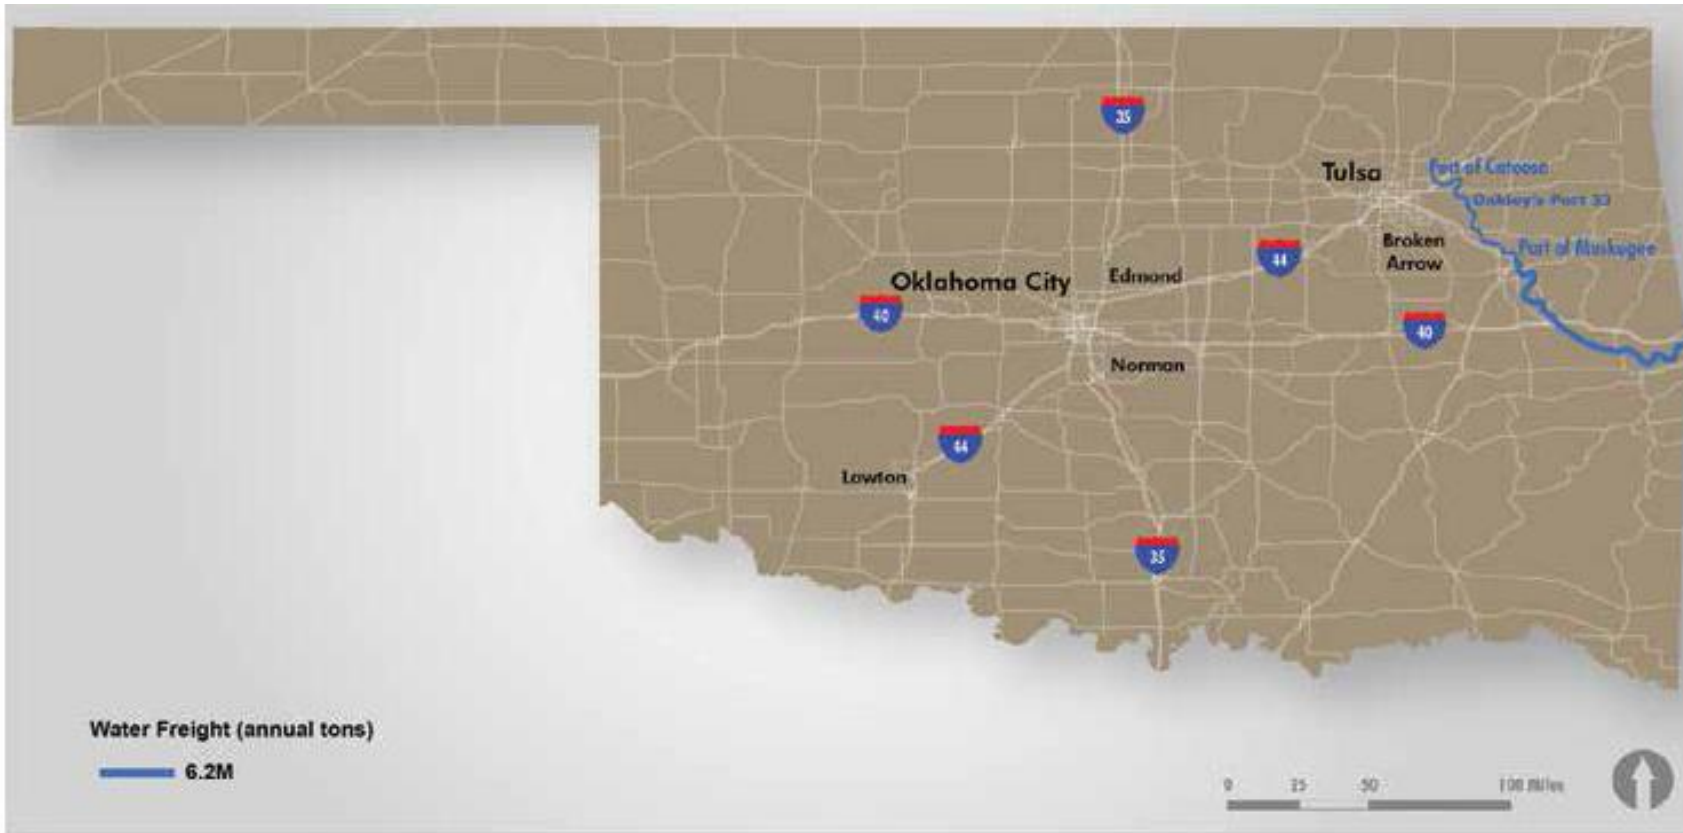 35
Tulsa
Port of Catoosa
Oakley's Port 33
Broken
Arrow
Port of Muskogee
44
Oklahoma City
Edmond
40
40
Norman
44
Lawton
35
Water Freight (annual tons)
6.2M
0 25 50 100 Miles